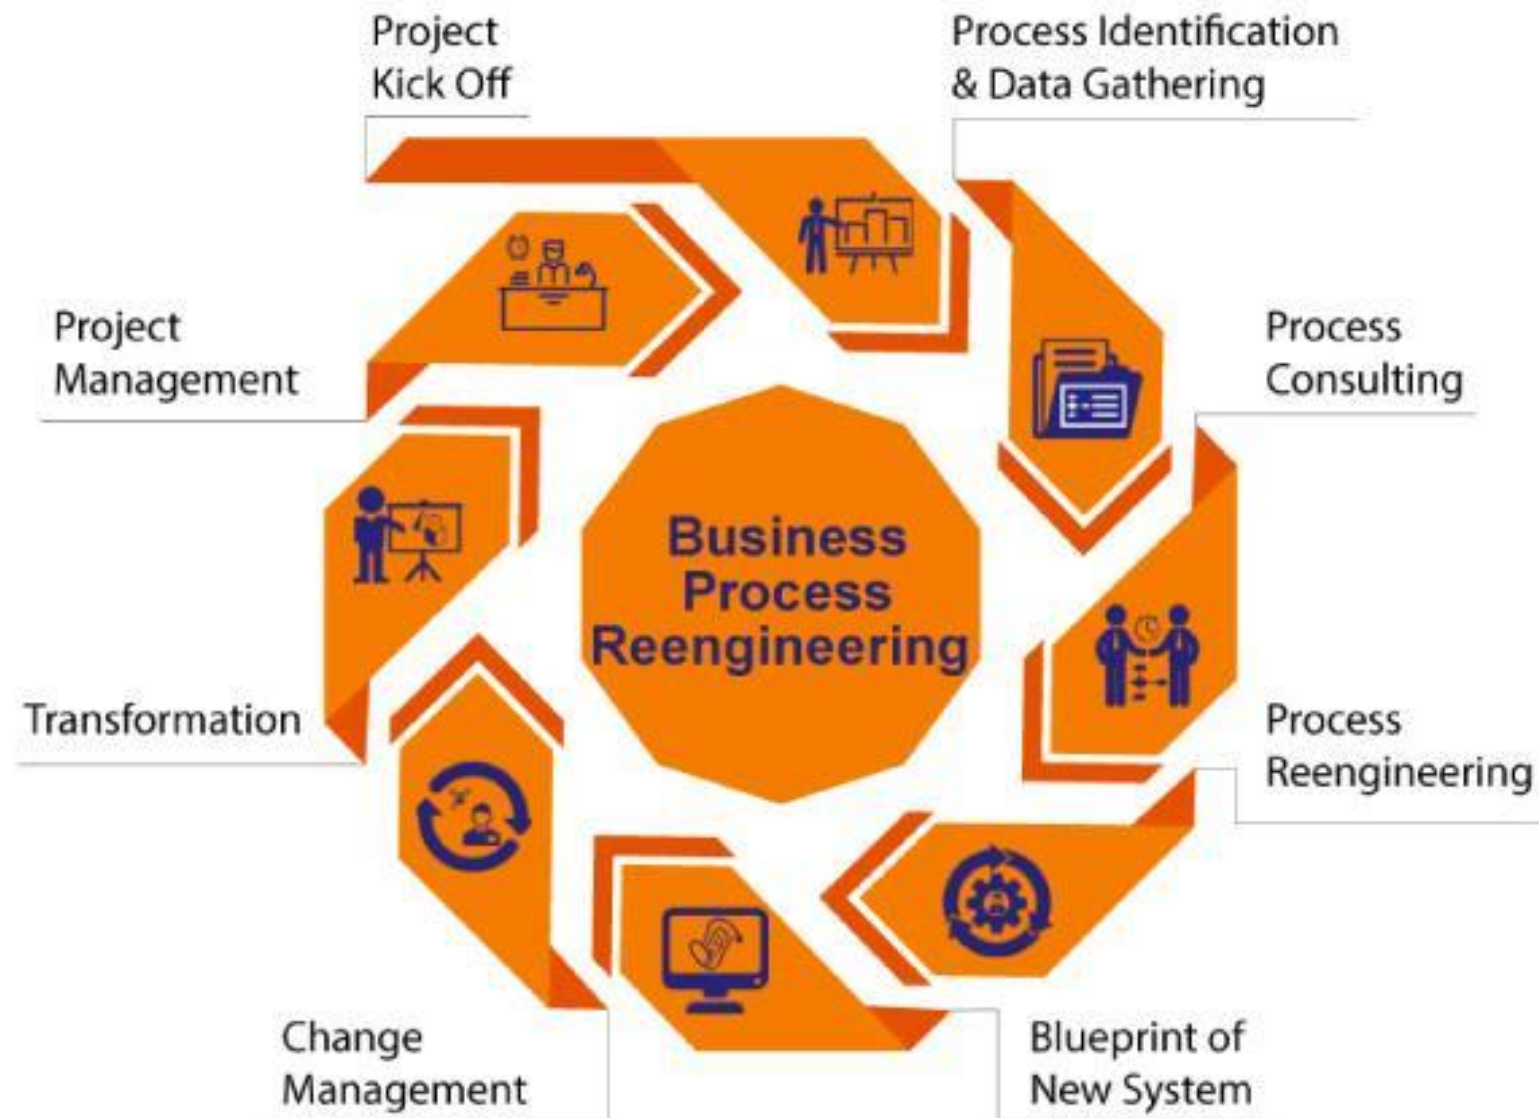 Project
Kick Off
Process Identification
& Data Gathering
Process
Consulting
Process
Reengineering
Blueprint of
New System
Change
Management
Transformation
Project
Management
Business
Process
Reengineering